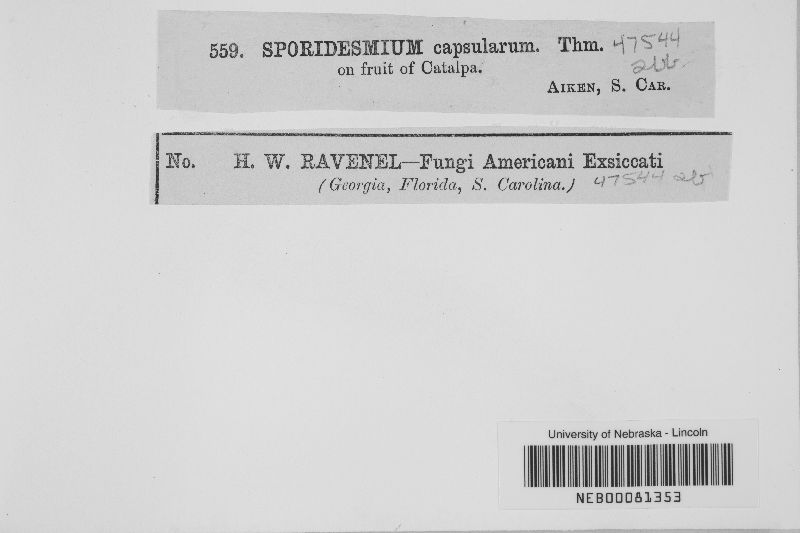 559. SPORIDESMIUM capsularum. Thm. 47544
on fruit of Catalpa.
AIKEN, S. CAR.
No. H. W. RAVENEL—Fungi Americani Exsiccati
(Georgia, Florida, S. Carolina.) 47544
University of Nebraska - Lincoln
NEB00081353